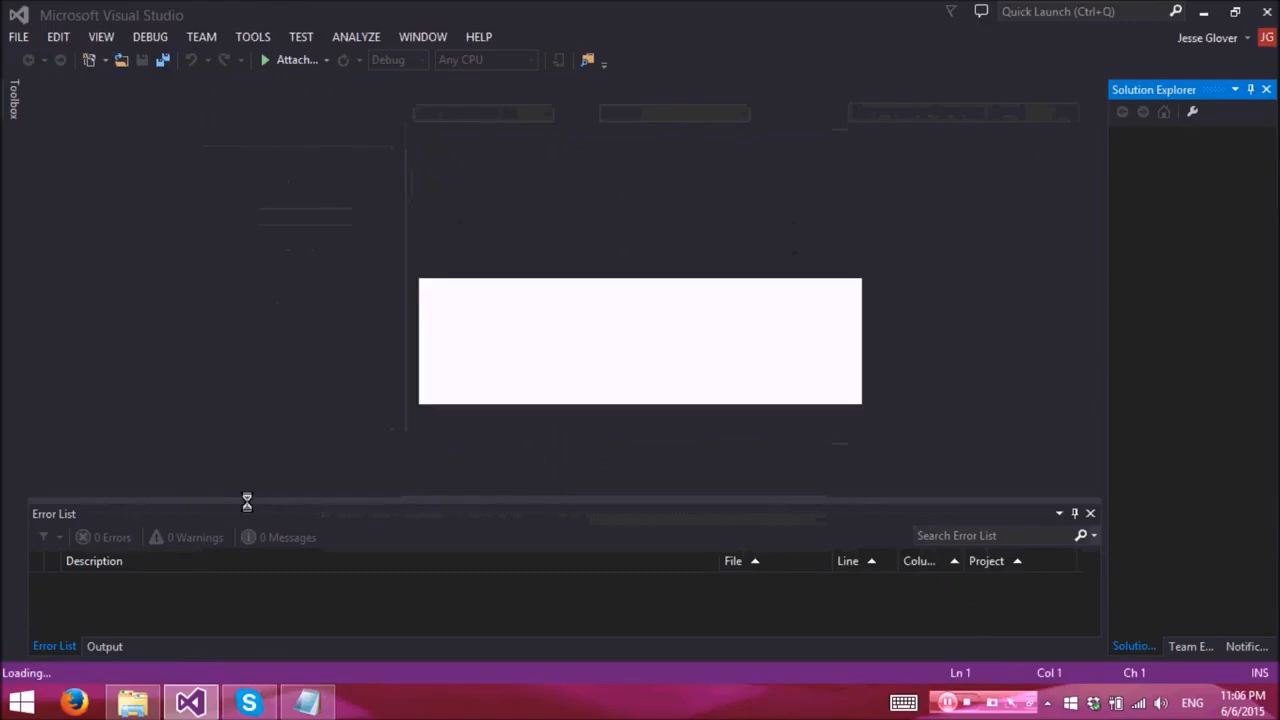 Microsoft Visual Studio
Quick Launch (Ctrl+Q)
FILE EDIT VIEW DEBUG TEAM TOOLS TEST ANALYZE WINDOW HELP
Jesse Glover JG
Attach... Debug Any CPU
Toolbox
Solution Explorer
Error List
0 Errors 0 Warnings 0 Messages
Search Error List
Description File Line Colu... Project
Error List Output
Solutio... Team E... Notific...
Loading... Ln 1 Col 1 Ch 1 INS
ENG
11:06 PM
6/6/2015